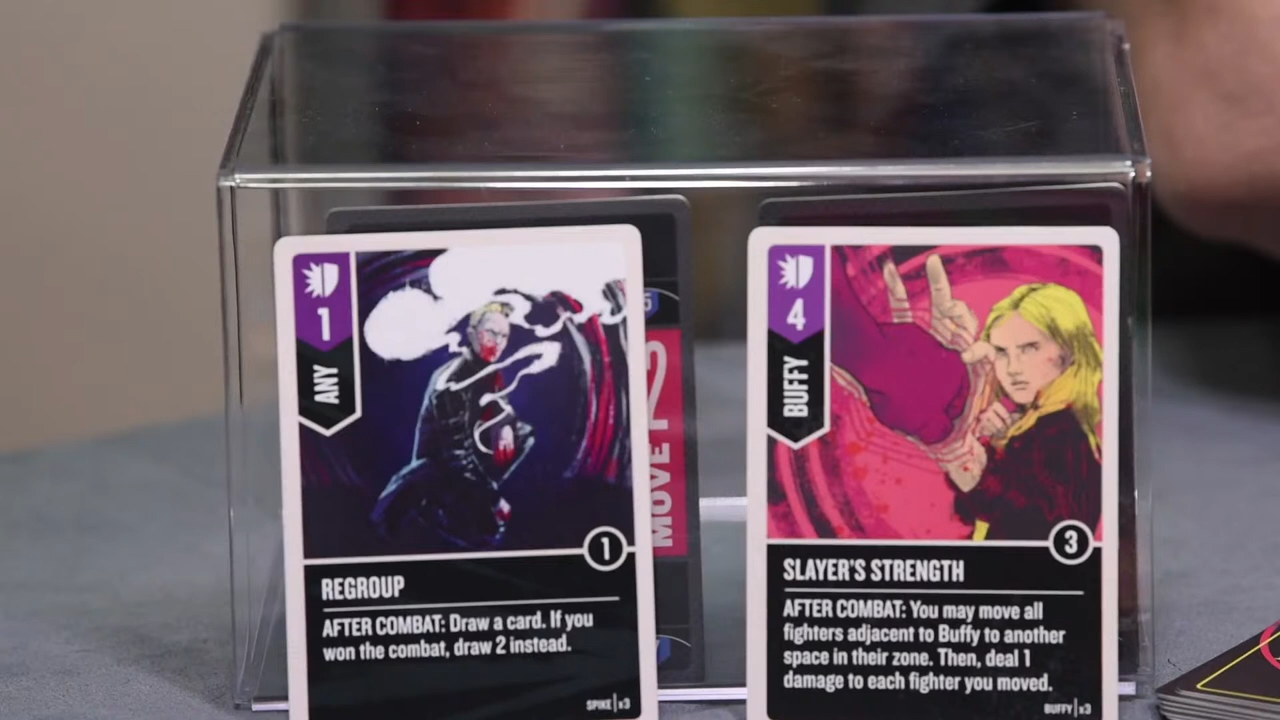 1
ANY
1
REGROUP
AFTER COMBAT: Draw a card. If you
won the combat, draw 2 instead.
SPIKE x3
MOVE
4
BUFFY
3
SLAYER'S STRENGTH
AFTER COMBAT: You may move all
fighters adjacent to Buffy to another
space in their zone. Then, deal 1
damage to each fighter you moved.
BUFFY x3